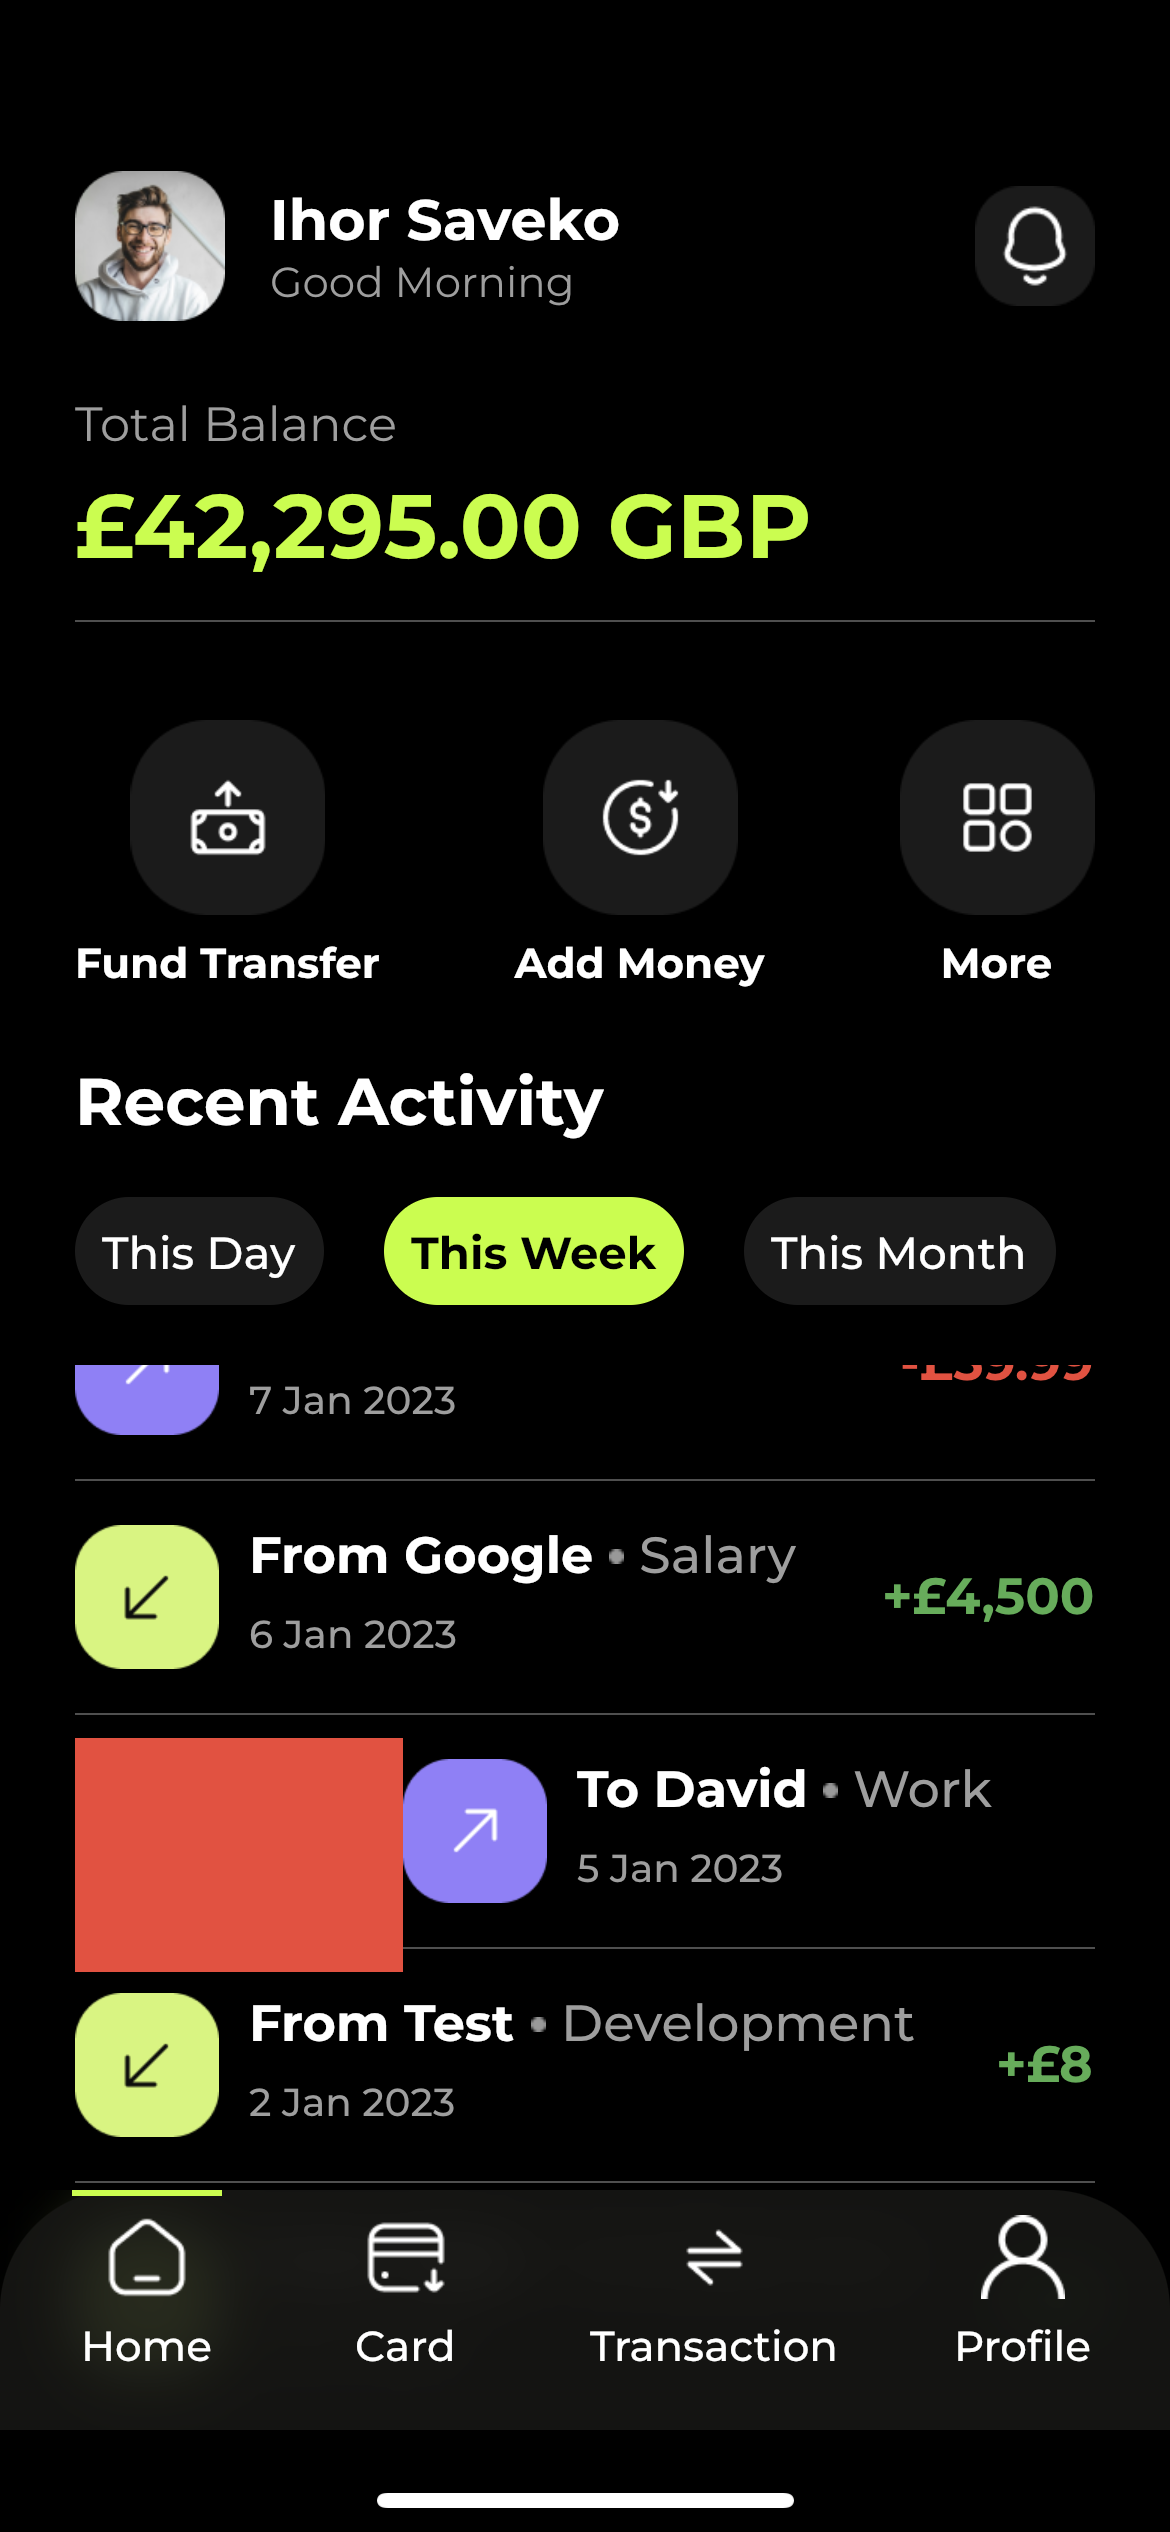 Ihor Saveko
Good Morning
Total Balance
£42,295.00 GBP
Fund Transfer
Add Money
More
Recent Activity
This Day
This Week
This Month
-£59.99
7 Jan 2023
From Google • Salary
6 Jan 2023
+£4,500
To David • Work
5 Jan 2023
From Test • Development
2 Jan 2023
+£8
Home
Card
Transaction
Profile